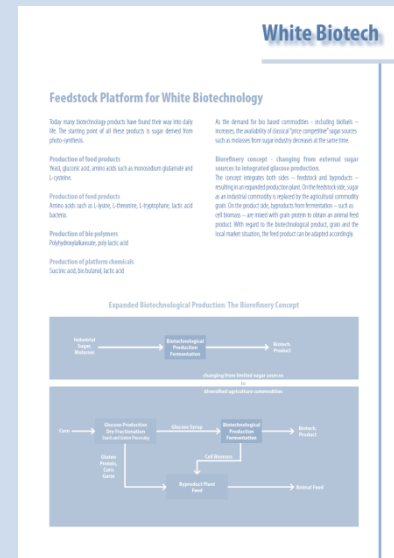 White Biotech
Feedstock Platform for White Biotechnology
Today many biotechnology products have found their way into daily
life. The starting point of all these products is sugar derived from
photo-synthesis.
Production of food products
Yeast, gluconic acid, amino acids such as monosodium glutamate and
L-cysteine.
Production of feed products
Amino acids such as L-lysine, L-threonine, L-tryptophane, lactic acid
bacteria.
Production of bio polymers
Polyhydroxylalkanoate, poly lactic acid
Production of platform chemicals
Succinic acid, bio butanol, lactic acid
As the demand for bio based commodities – including biofuels –
increases, the availability of classical "price competitive" sugar sources
such as molasses from sugar industry decreases at the same time.
Biorefinery concept - changing from external sugar
sources to integrated glucose production.
The concept integrates both sides – feedstock and byproducts –
resulting in an expanded production plant. On the feedstock side, sugar
as an industrial commodity is replaced by the agricultural commodity
grain. On the product side, byproducts from fermentation – such as
cell biomass – are mixed with grain protein to obtain an animal feed
product. With regard to the biotechnological product, grain and the
local market situation, the feed product can be adapted accordingly.
Expanded Biotechnological Production The Biorefinery Concept
Industrial
Sugar,
Molasses
Biotechnological
Production
Fermentation
Biotech.
Product
changing from limited sugar sources
to
diversified agriculture ommodities
Corn
Glucose Production
Dry Fractionation
Starch and Gluten Processing
Glucose Syrup
Biotechnological
Production
Fermentation
Biotech.
Product
Gluten
Protein,
Corn
Germ
Cell Biomass
Byproduct Plant
Feed
Animal Feed